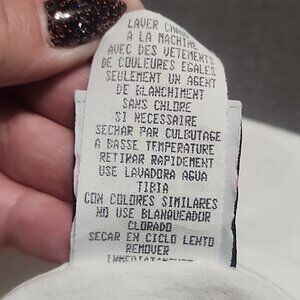 LAVER CHAUD
A LA MACHINE
AVEC DES VETEMENTS
DE COULEURS EGALES
SEULEMENT UN AGENT
DE BLANCHIMENT
SANS CHLORE
SI NECESSAIRE
SECHAR PAR CULBUTAGE
A BASSE TEMPERATURE
RETIRAR RAPIDEMENT
USE LAVADORA AGUA
TIBIA
CON COLORES SIMILARES
NO USE BLANQUEADOR
CLORADO
SECAR EN CICLO LENTO
REMOVER
INMEDIATAMENTE